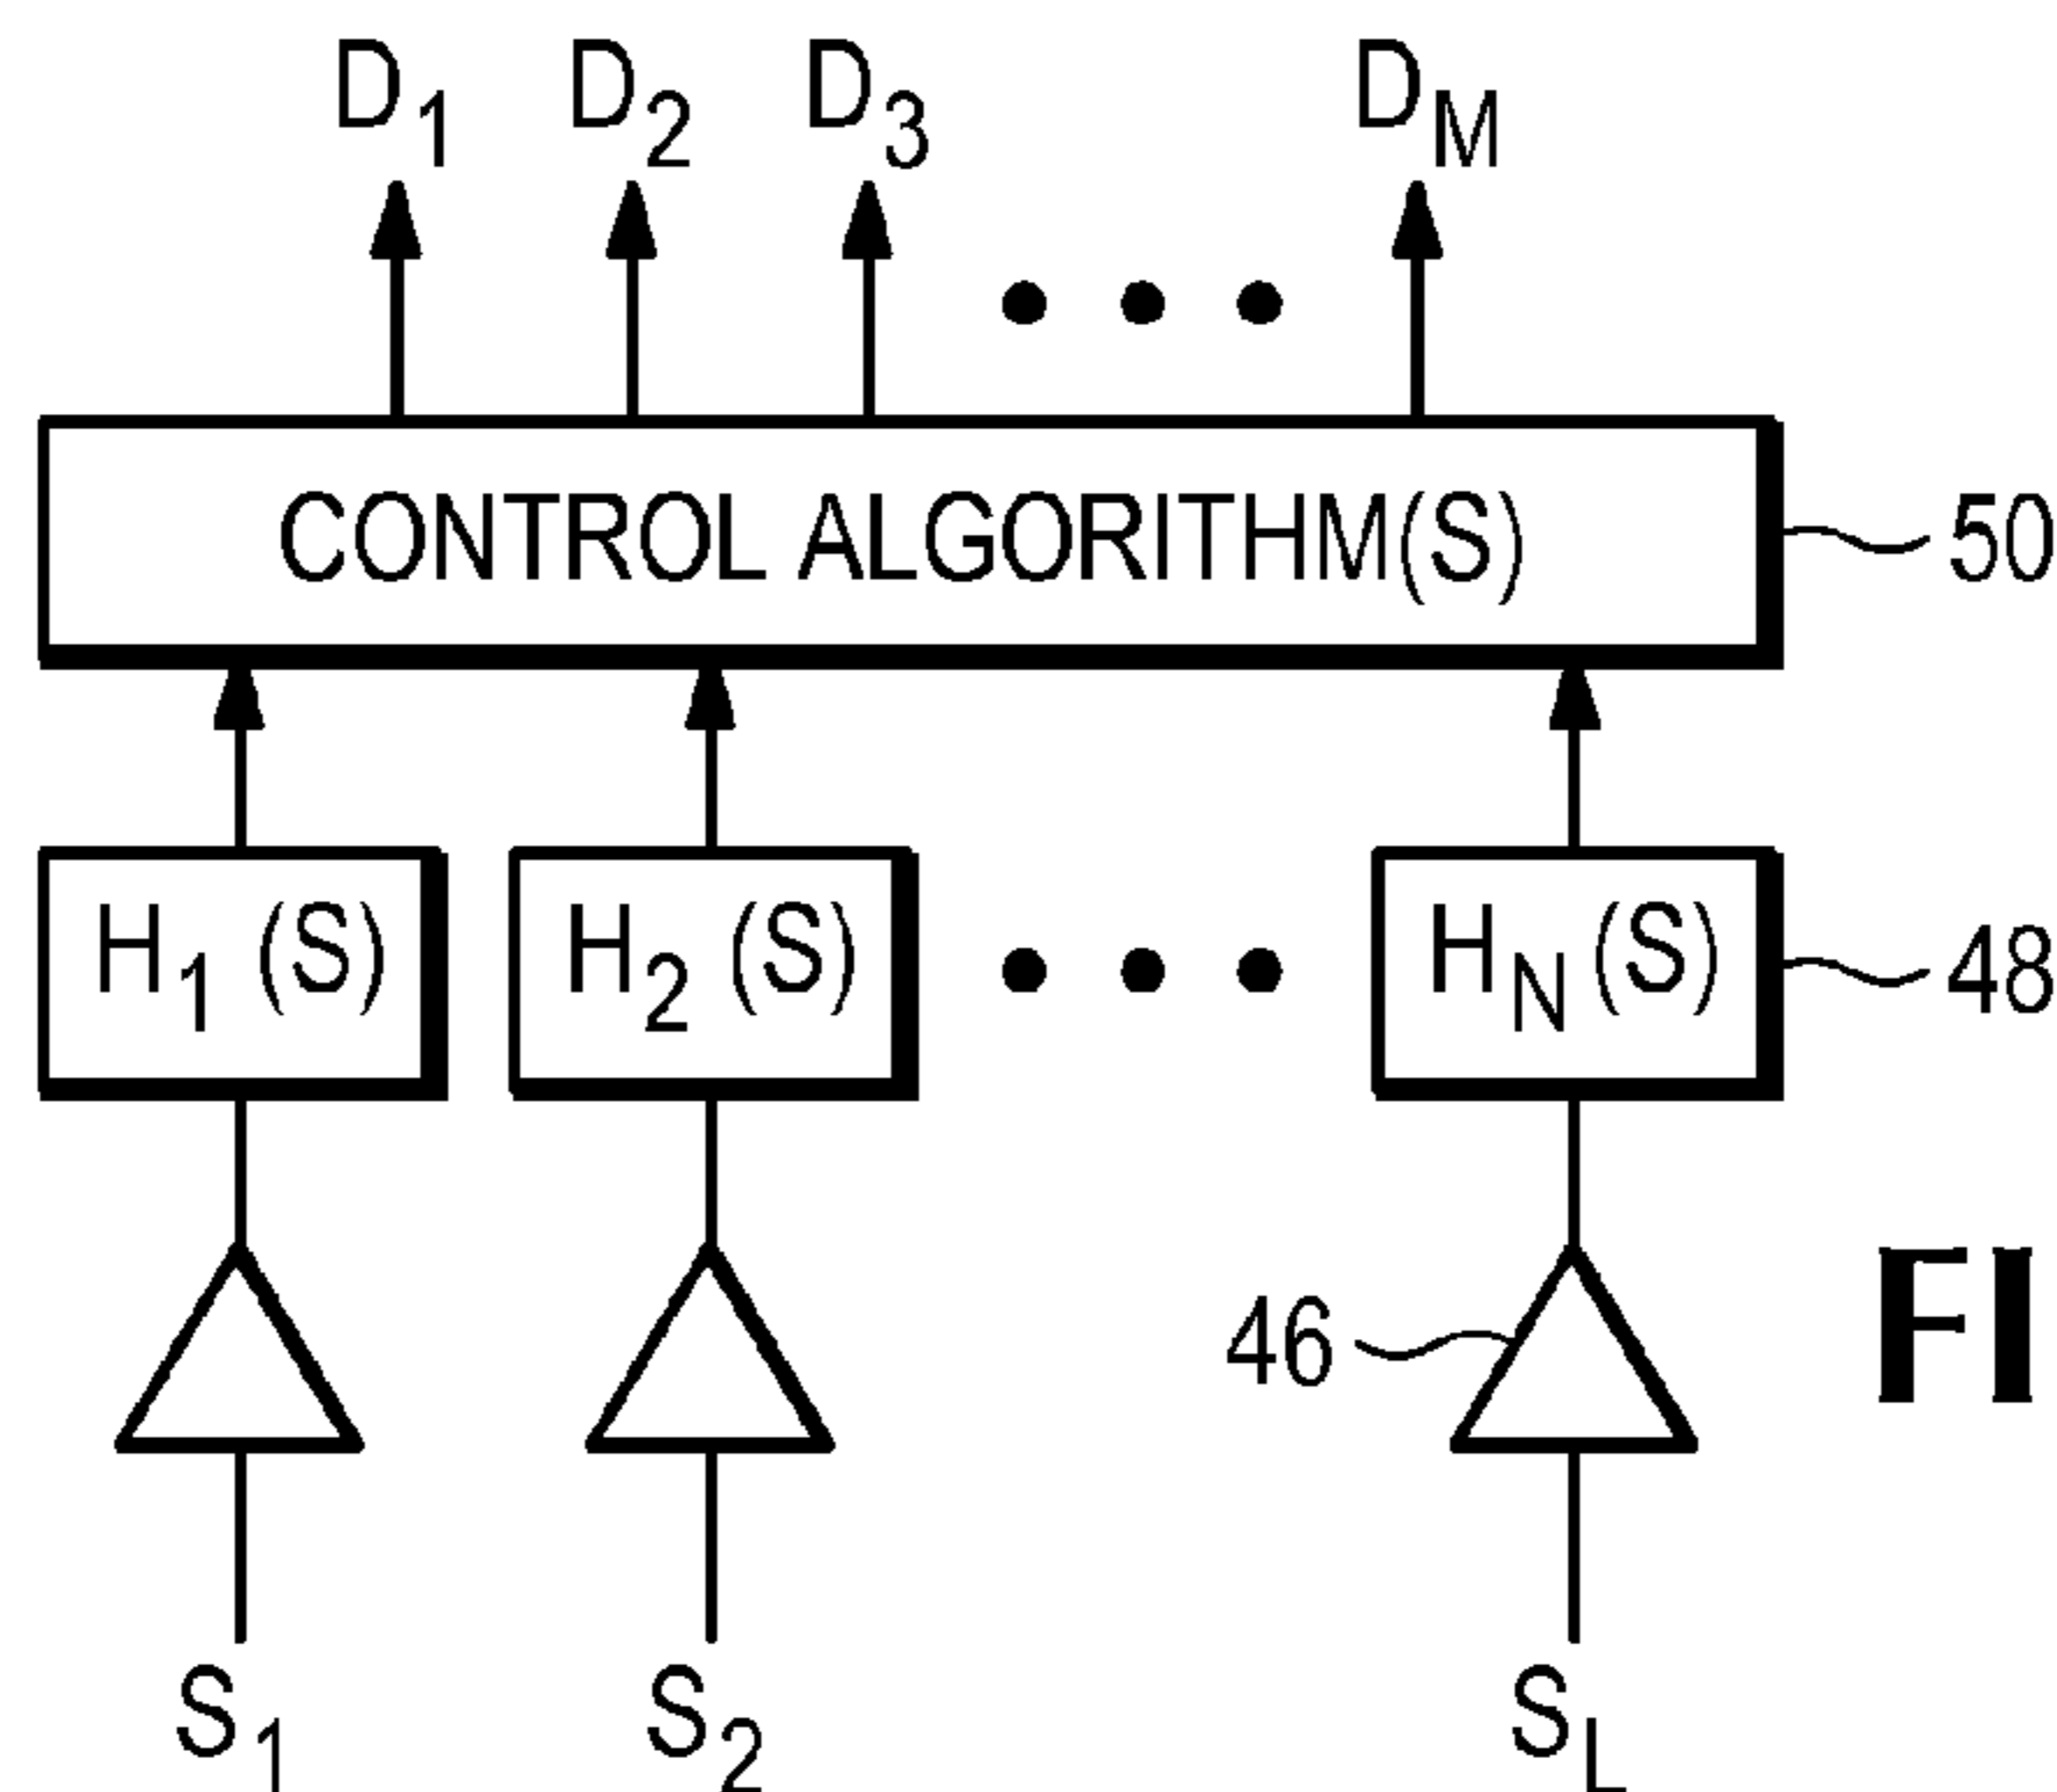 D1 D2 D3 DM
CONTROL ALGORITHM(S) 50
H1 (S) H2 (S) HN (S) 48
46 FI
S1 S2 SL